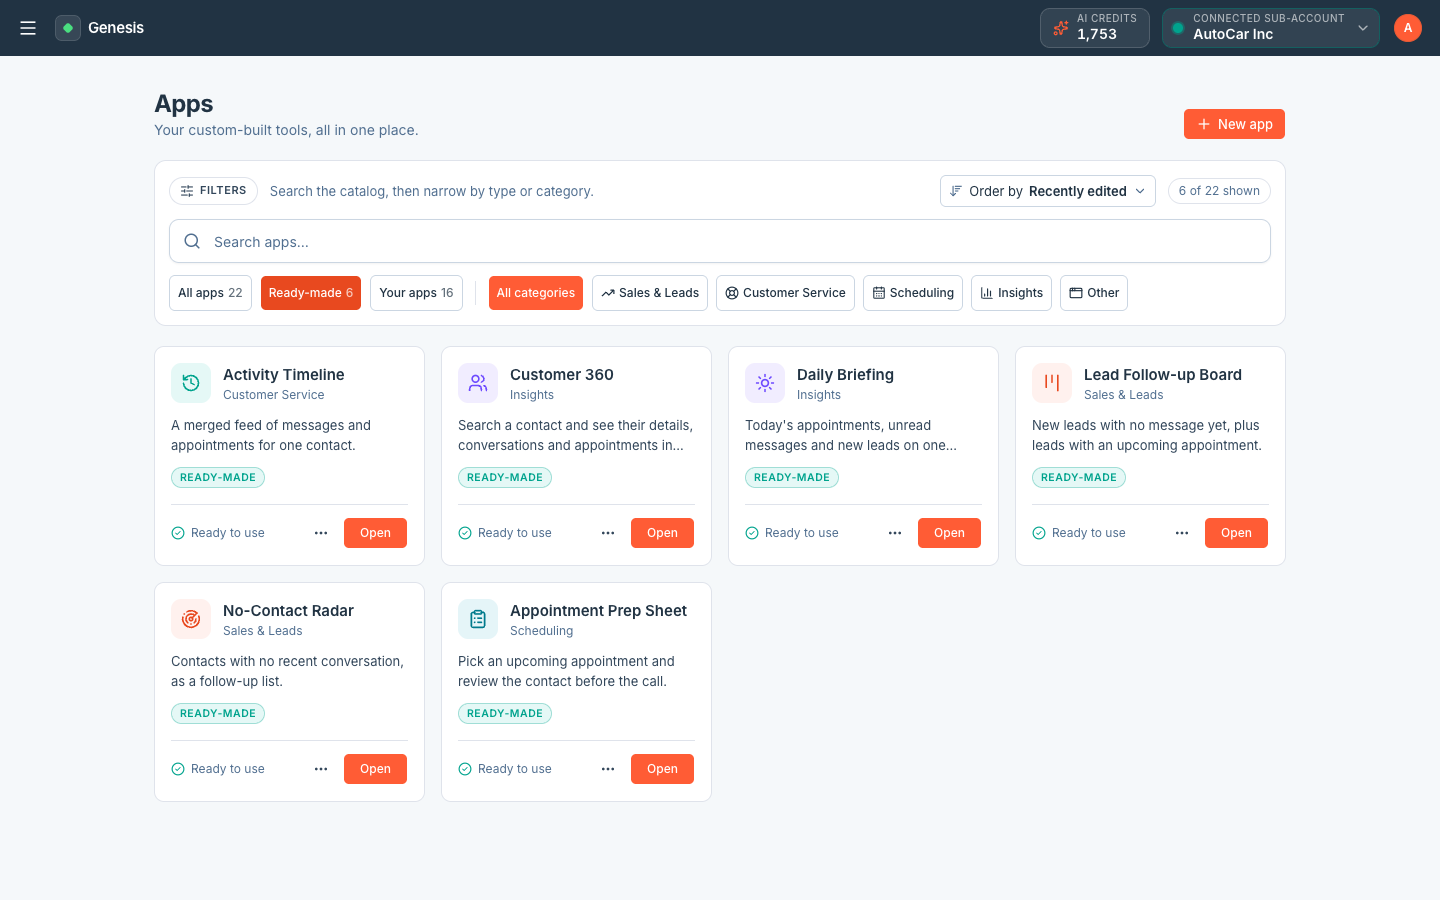 Genesis
AI CREDITS
1,753
CONNECTED SUB-ACCOUNT
AutoCar Inc
A
Apps
Your custom-built tools, all in one place.
New app
FILTERS
Search the catalog, then narrow by type or category.
Order by Recently edited
6 of 22 shown
Search apps...
All apps 22
Ready-made 6
Your apps 16
All categories
Sales & Leads
Customer Service
Scheduling
Insights
Other
Activity Timeline
Customer Service
A merged feed of messages and
appointments for one contact.
READY-MADE
Ready to use
Open
Customer 360
Insights
Search a contact and see their details,
conversations and appointments in...
READY-MADE
Ready to use
Open
Daily Briefing
Insights
Today's appointments, unread
messages and new leads on one...
READY-MADE
Ready to use
Open
Lead Follow-up Board
Sales & Leads
New leads with no message yet, plus
leads with an upcoming appointment.
READY-MADE
Ready to use
Open
No-Contact Radar
Sales & Leads
Contacts with no recent conversation,
as a follow-up list.
READY-MADE
Ready to use
Open
Appointment Prep Sheet
Scheduling
Pick an upcoming appointment and
review the contact before the call.
READY-MADE
Ready to use
Open